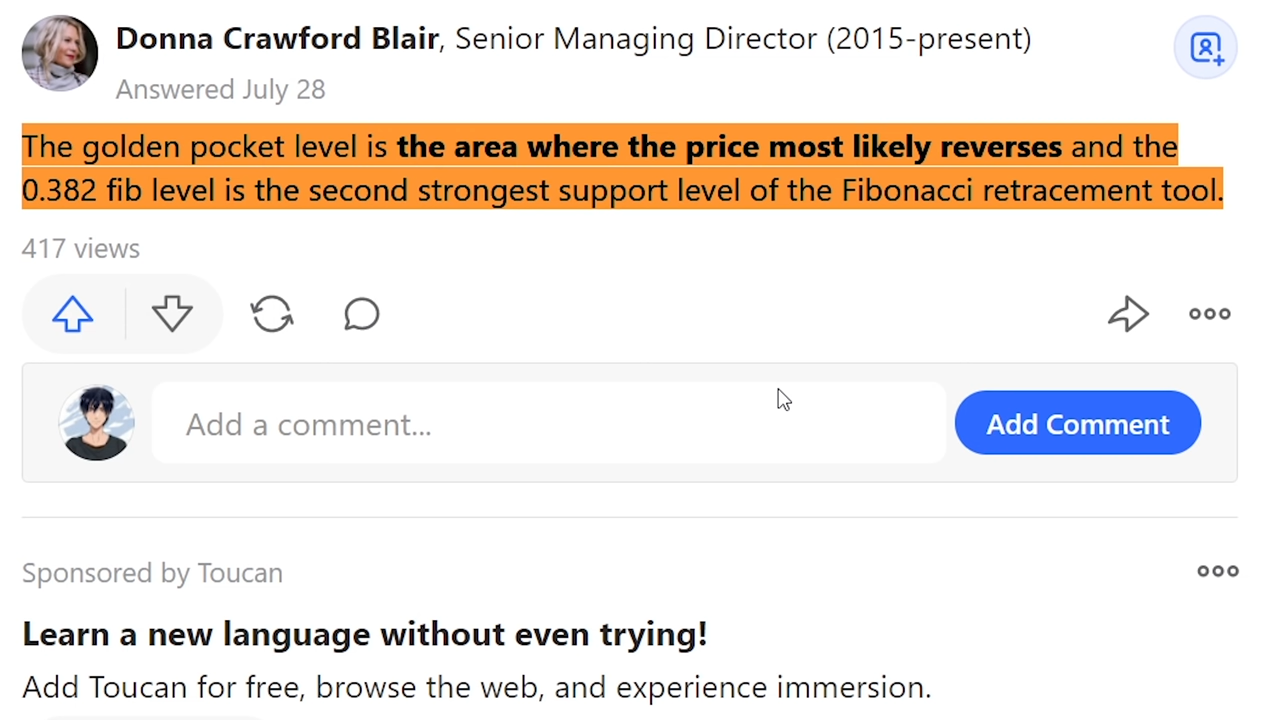 Donna Crawford Blair, Senior Managing Director (2015-present)
Answered July 28
The golden pocket level is the area where the price most likely reverses and the
0.382 fib level is the second strongest support level of the Fibonacci retracement tool.
417 views
Add a comment...
Add Comment
Sponsored by Toucan
Learn a new language without even trying!
Add Toucan for free, browse the web, and experience immersion.